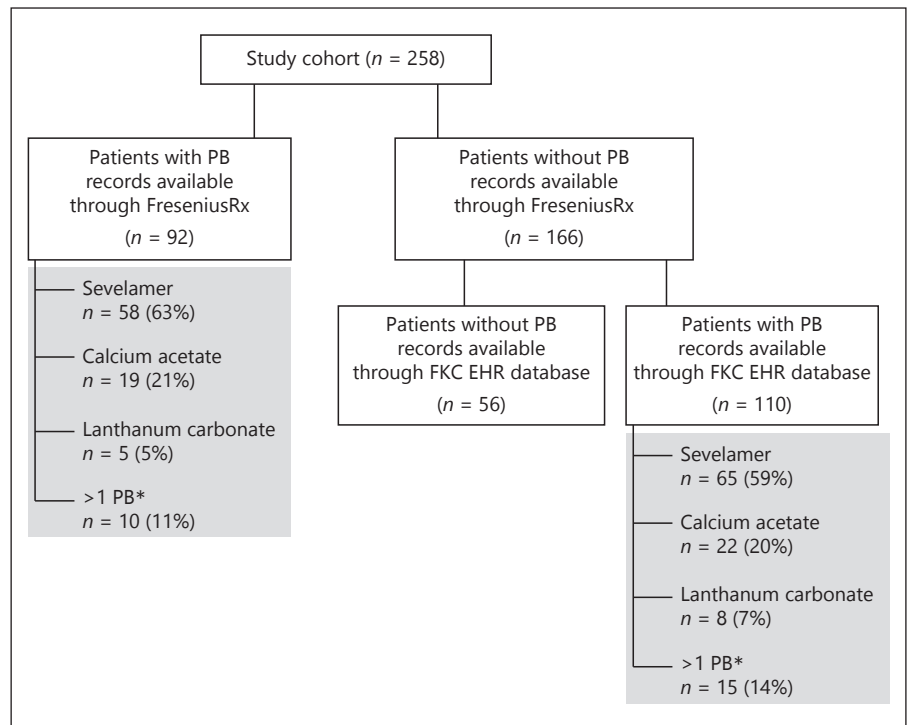 Study cohort (n = 258)
Patients with PB
records available
through FreseniusRx
(n = 92)
Sevelamer
n = 58 (63%)
Calcium acetate
n = 19 (21%)
Lanthanum carbonate
n = 5 (5%)
>1 PB*
n = 10 (11%)
Patients without PB
records available
through FreseniusRx
(n = 166)
Patients without PB
records available
through FKC EHR database
(n = 56)
Patients with PB
records available
through FKC EHR database
(n = 110)
Sevelamer
n = 65 (59%)
Calcium acetate
n = 22 (20%)
Lanthanum carbonate
n = 8 (7%)
>1 PB*
n = 15 (14%)